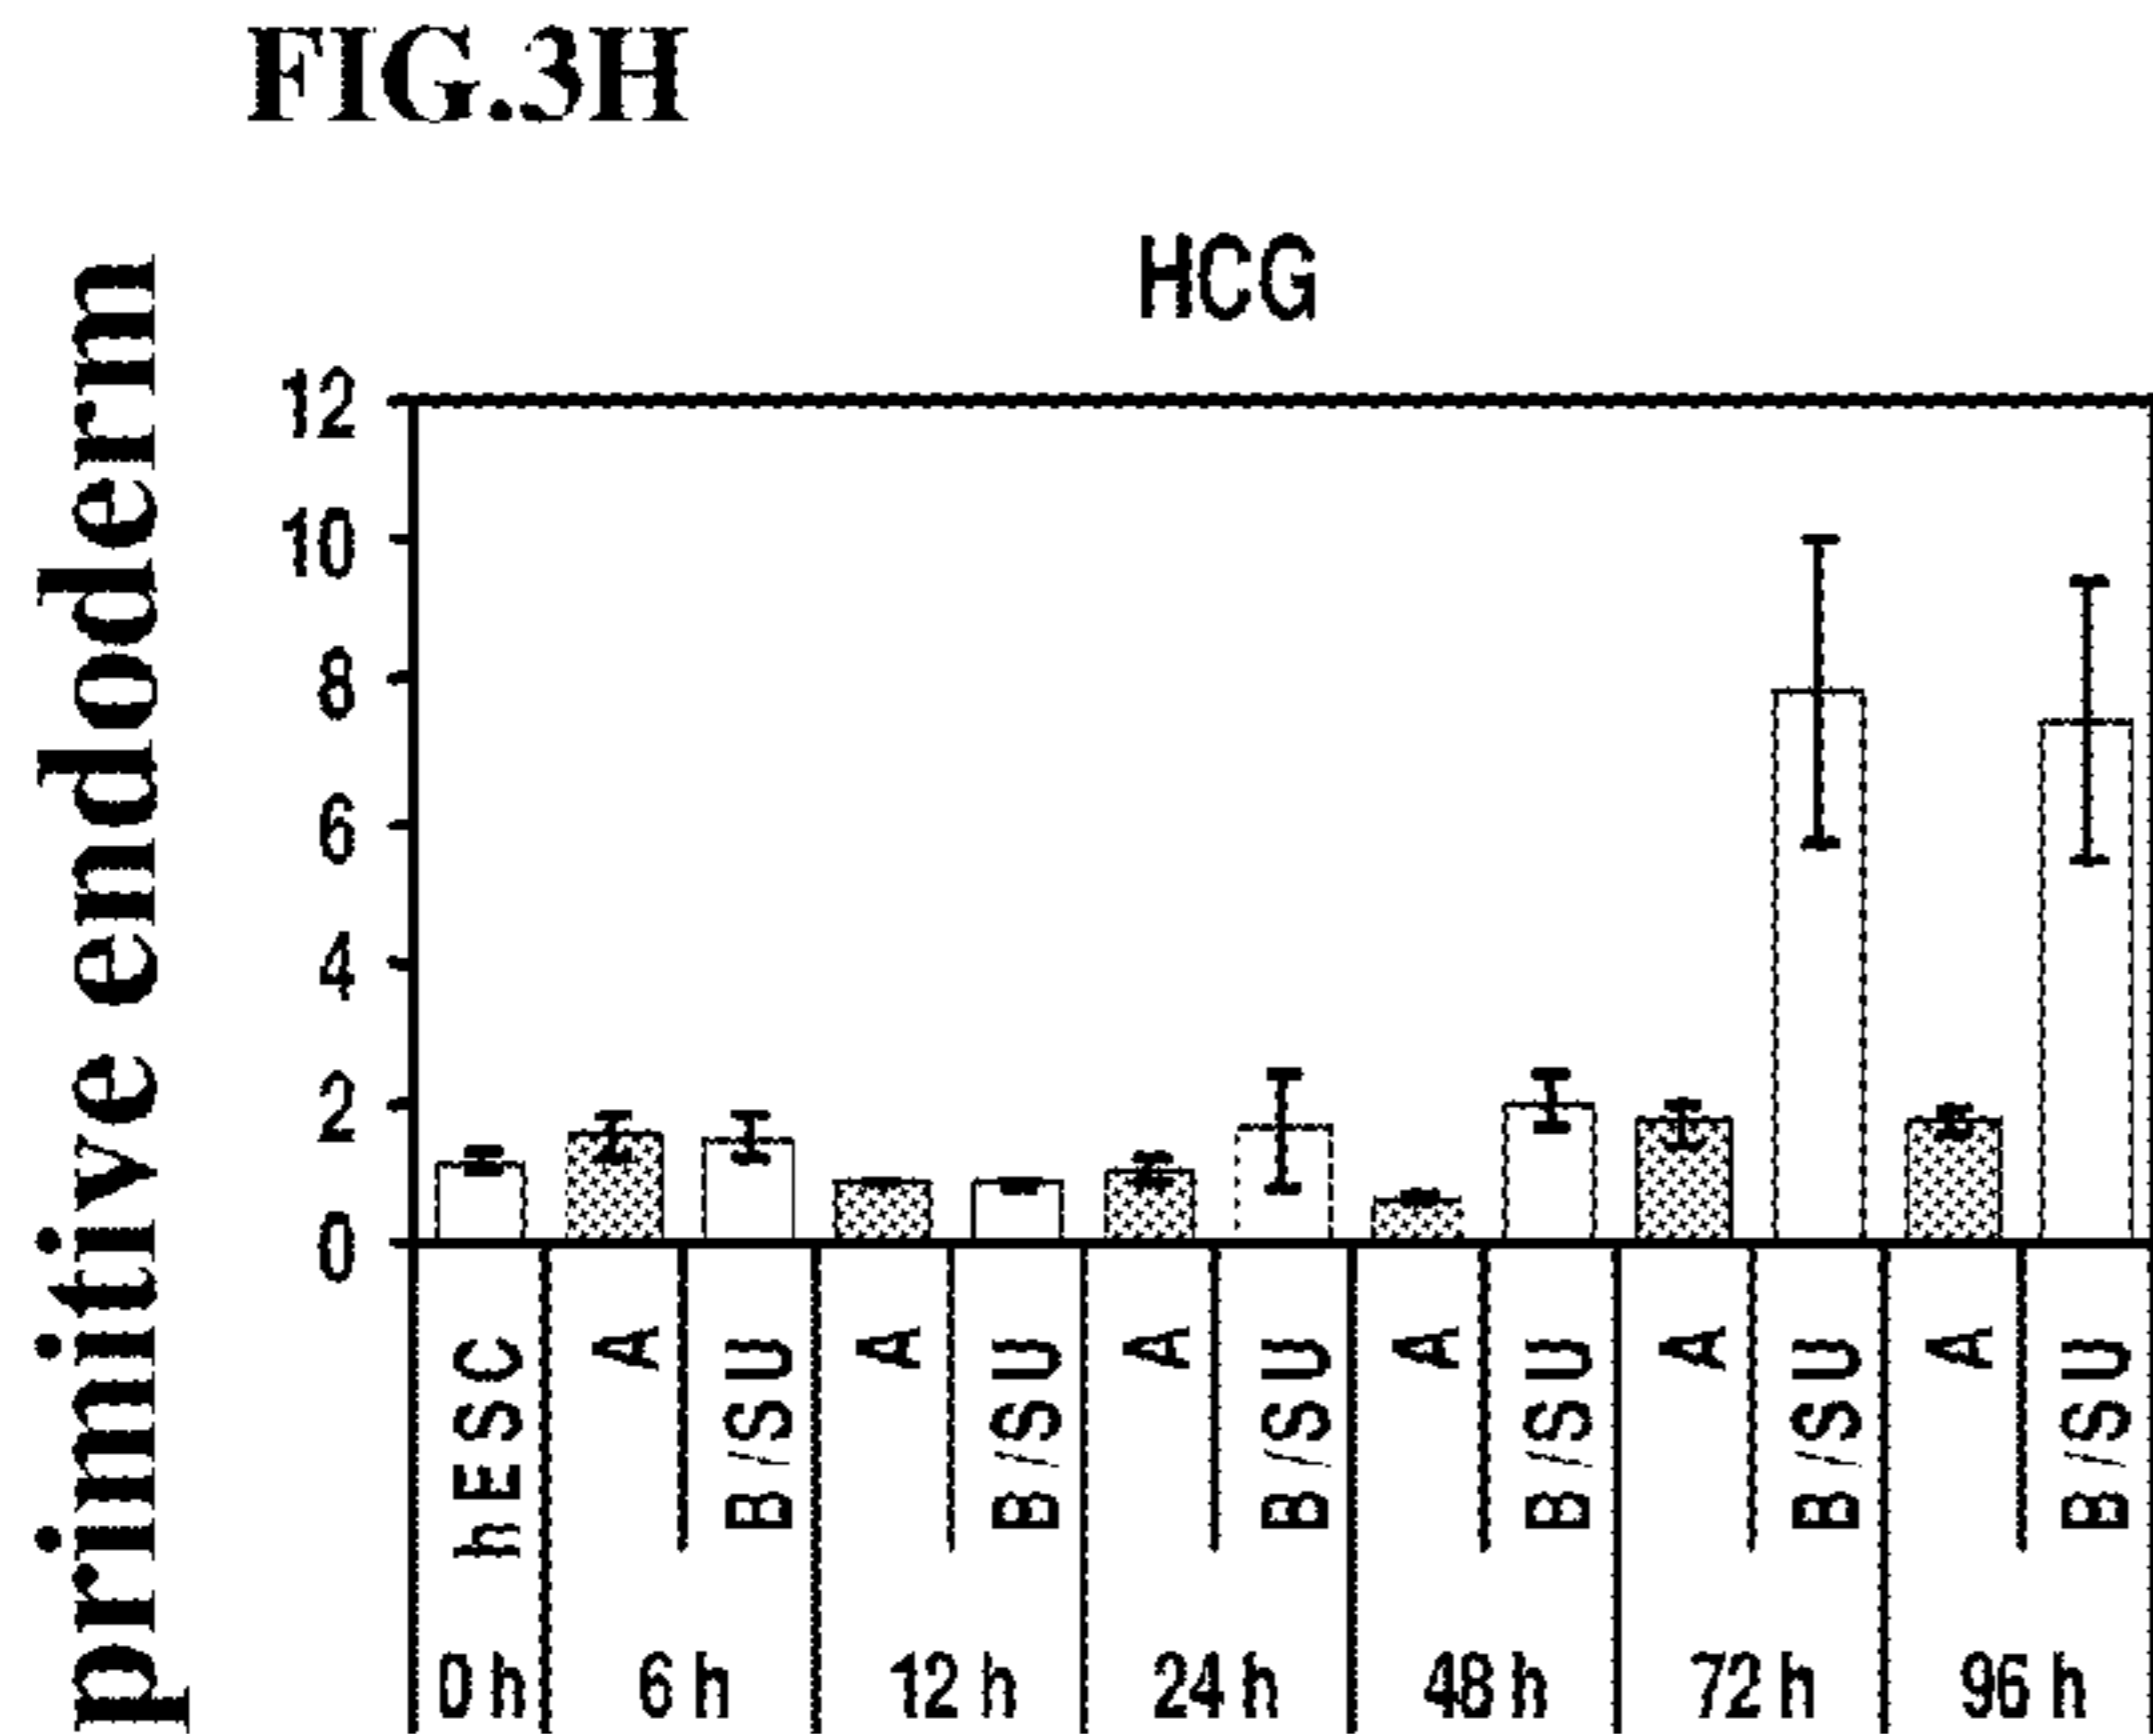 FIG.3H
HCG
primitive endoderm
12
10
8
6
4
2
0
hESC A B/SU A B/SU A B/SU A B/SU A B/SU A B/SU
0 h 6 h 12 h 24 h 48 h 72 h 96 h